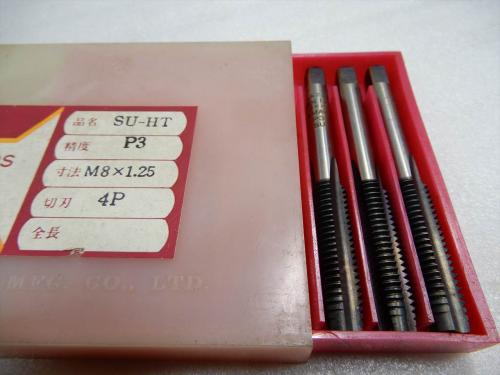 品名 SU-HT
精度 P3
寸法 M8×1.25
切刃 4P
全長
MFG. CO., LTD.